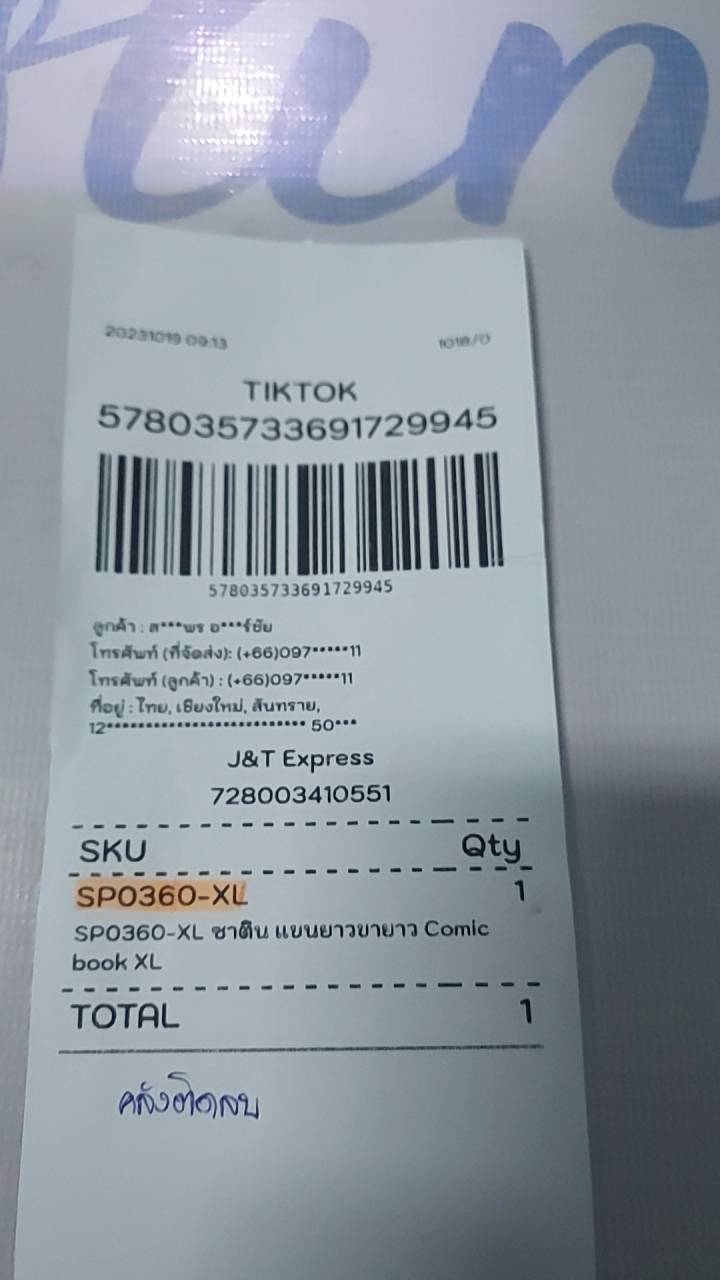 20231019 09:13
TIKTOK
578035733691729945
578035733691729945
ลูกค้า : ส***พร อ***ร์ชัย
โทรศัพท์ (ที่จัดส่ง): (+66)097*****11
โทรศัพท์ (ลูกค้า) : (+66)097*****11
ที่อยู่ : ไทย, เชียงใหม่, สันทราย,
12************************* 50***
J&T Express
728003410551
SKU Qty
SP0360-XL 1
SP0360-XL ซาติน แขนยาวขายาว Comic
book XL
TOTAL 1
คลังติดลบ